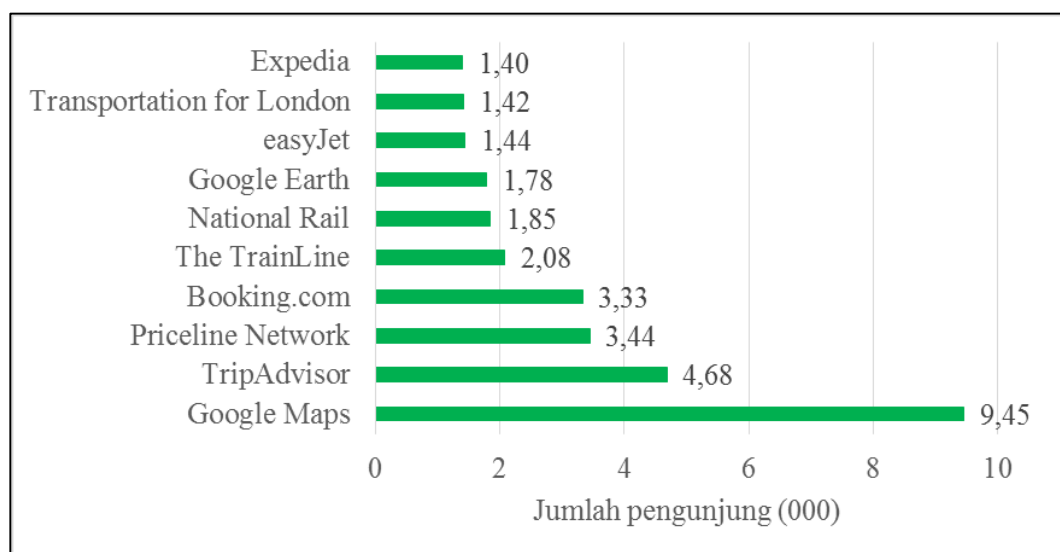 Expedia 1,40
Transportation for London 1,42
easyJet 1,44
Google Earth 1,78
National Rail 1,85
The TrainLine 2,08
Booking.com 3,33
Priceline Network 3,44
TripAdvisor 4,68
Google Maps 9,45
0 2 4 6 8 10
Jumlah pengunjung (000)